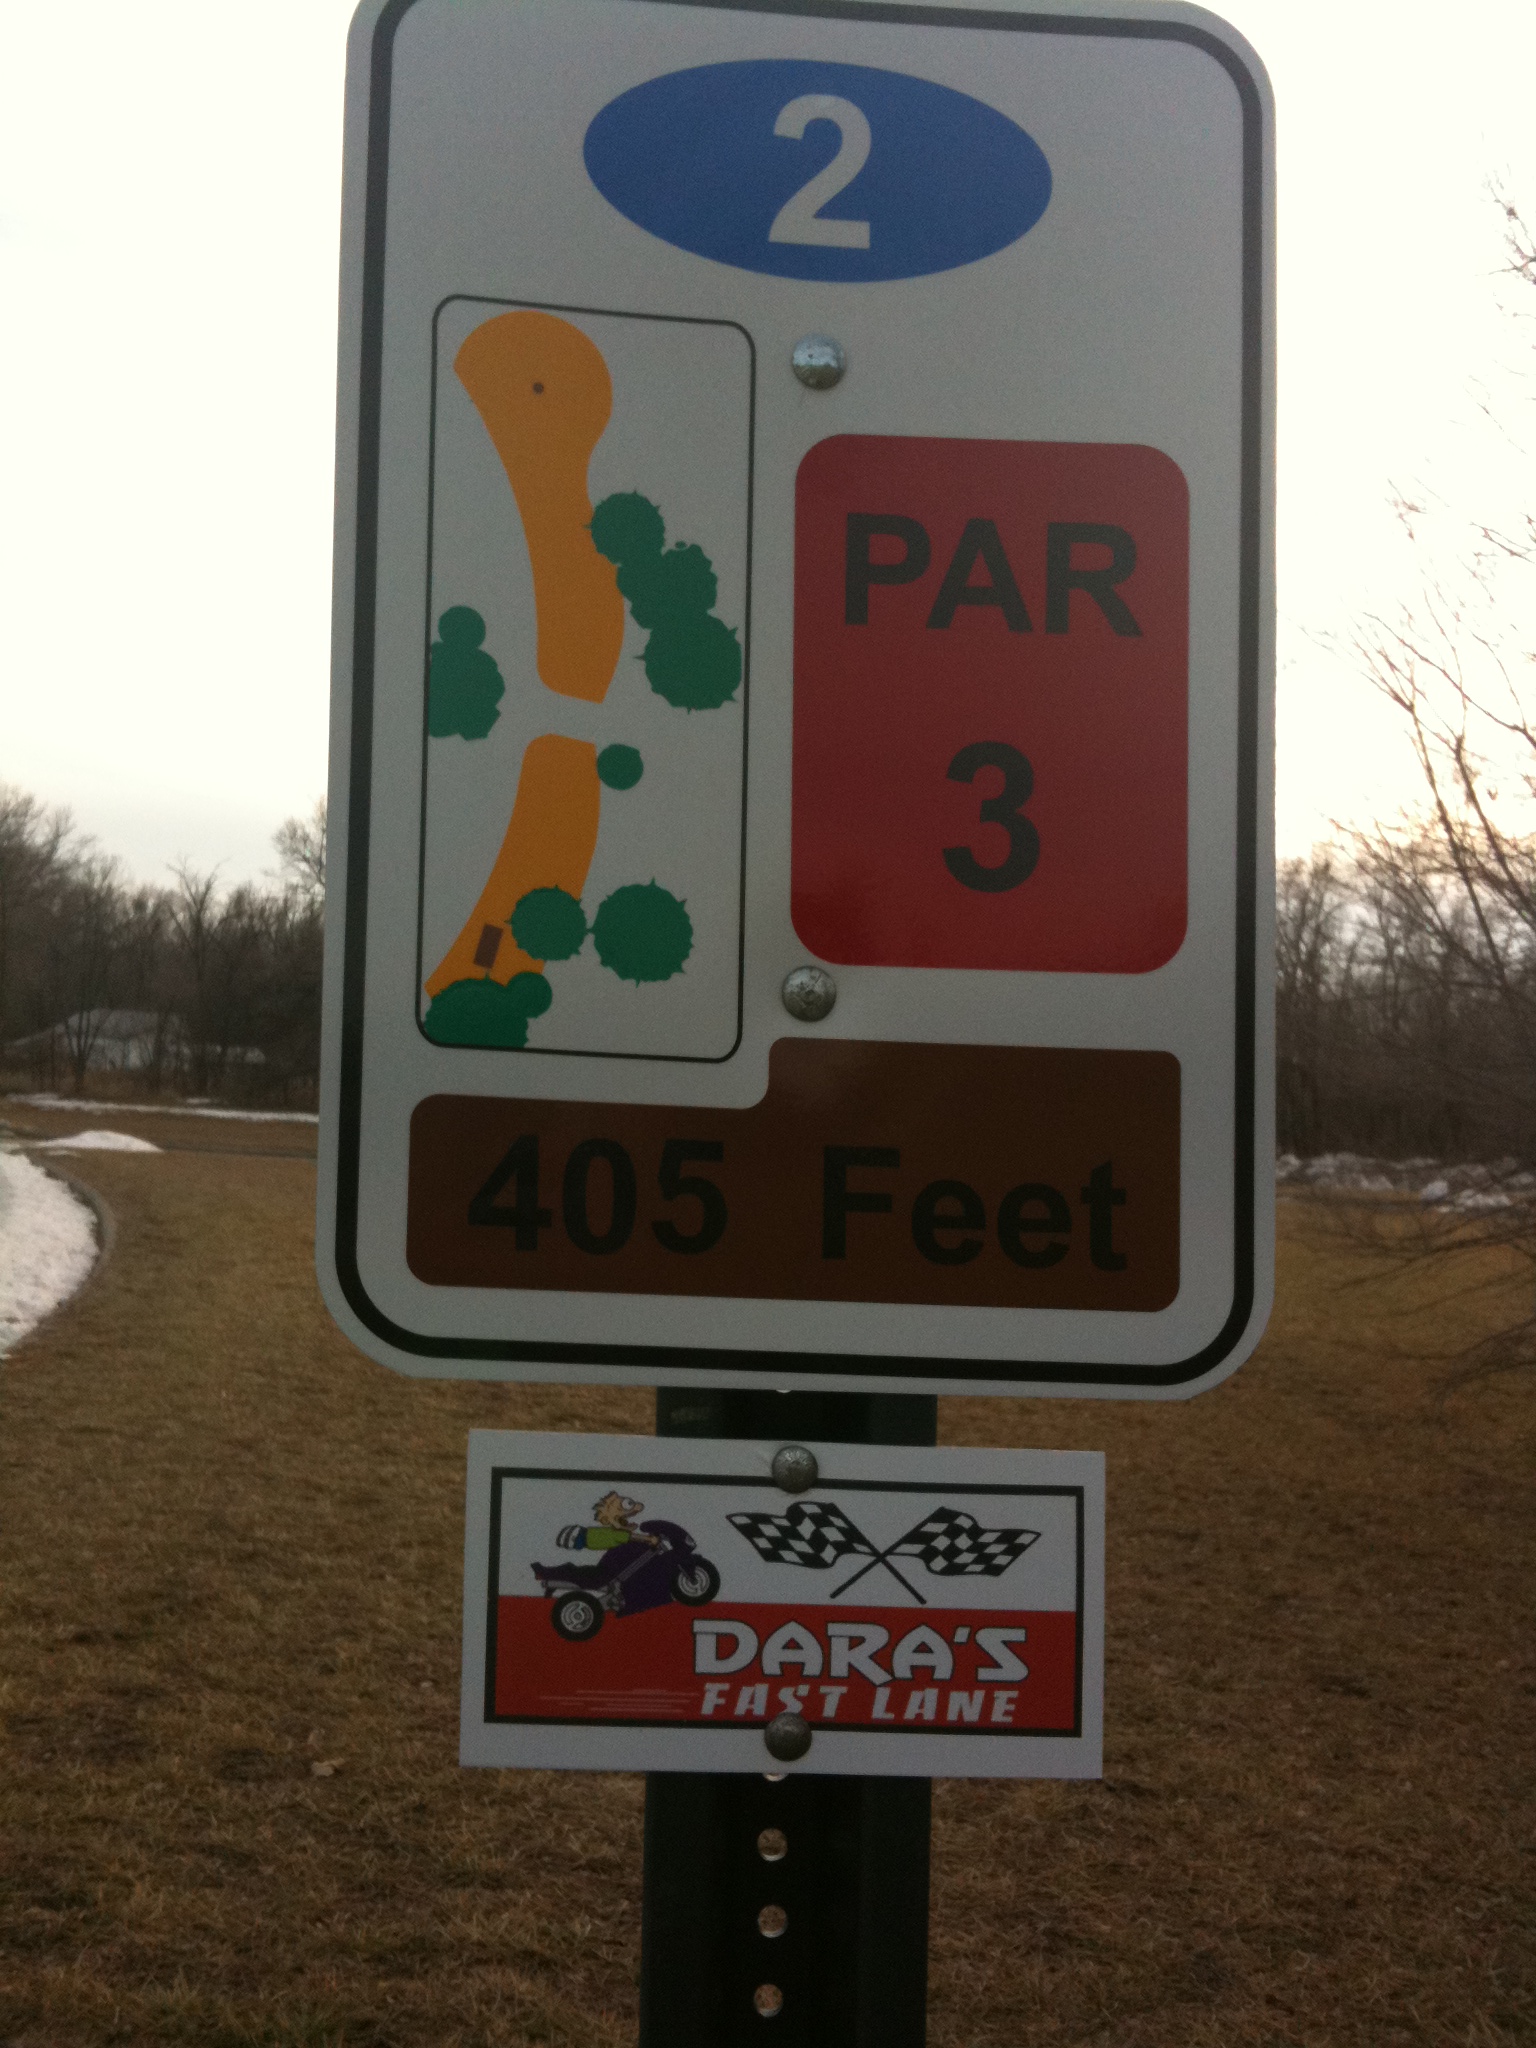 2
PAR
3
405 Feet
DARA'S
FAST LANE